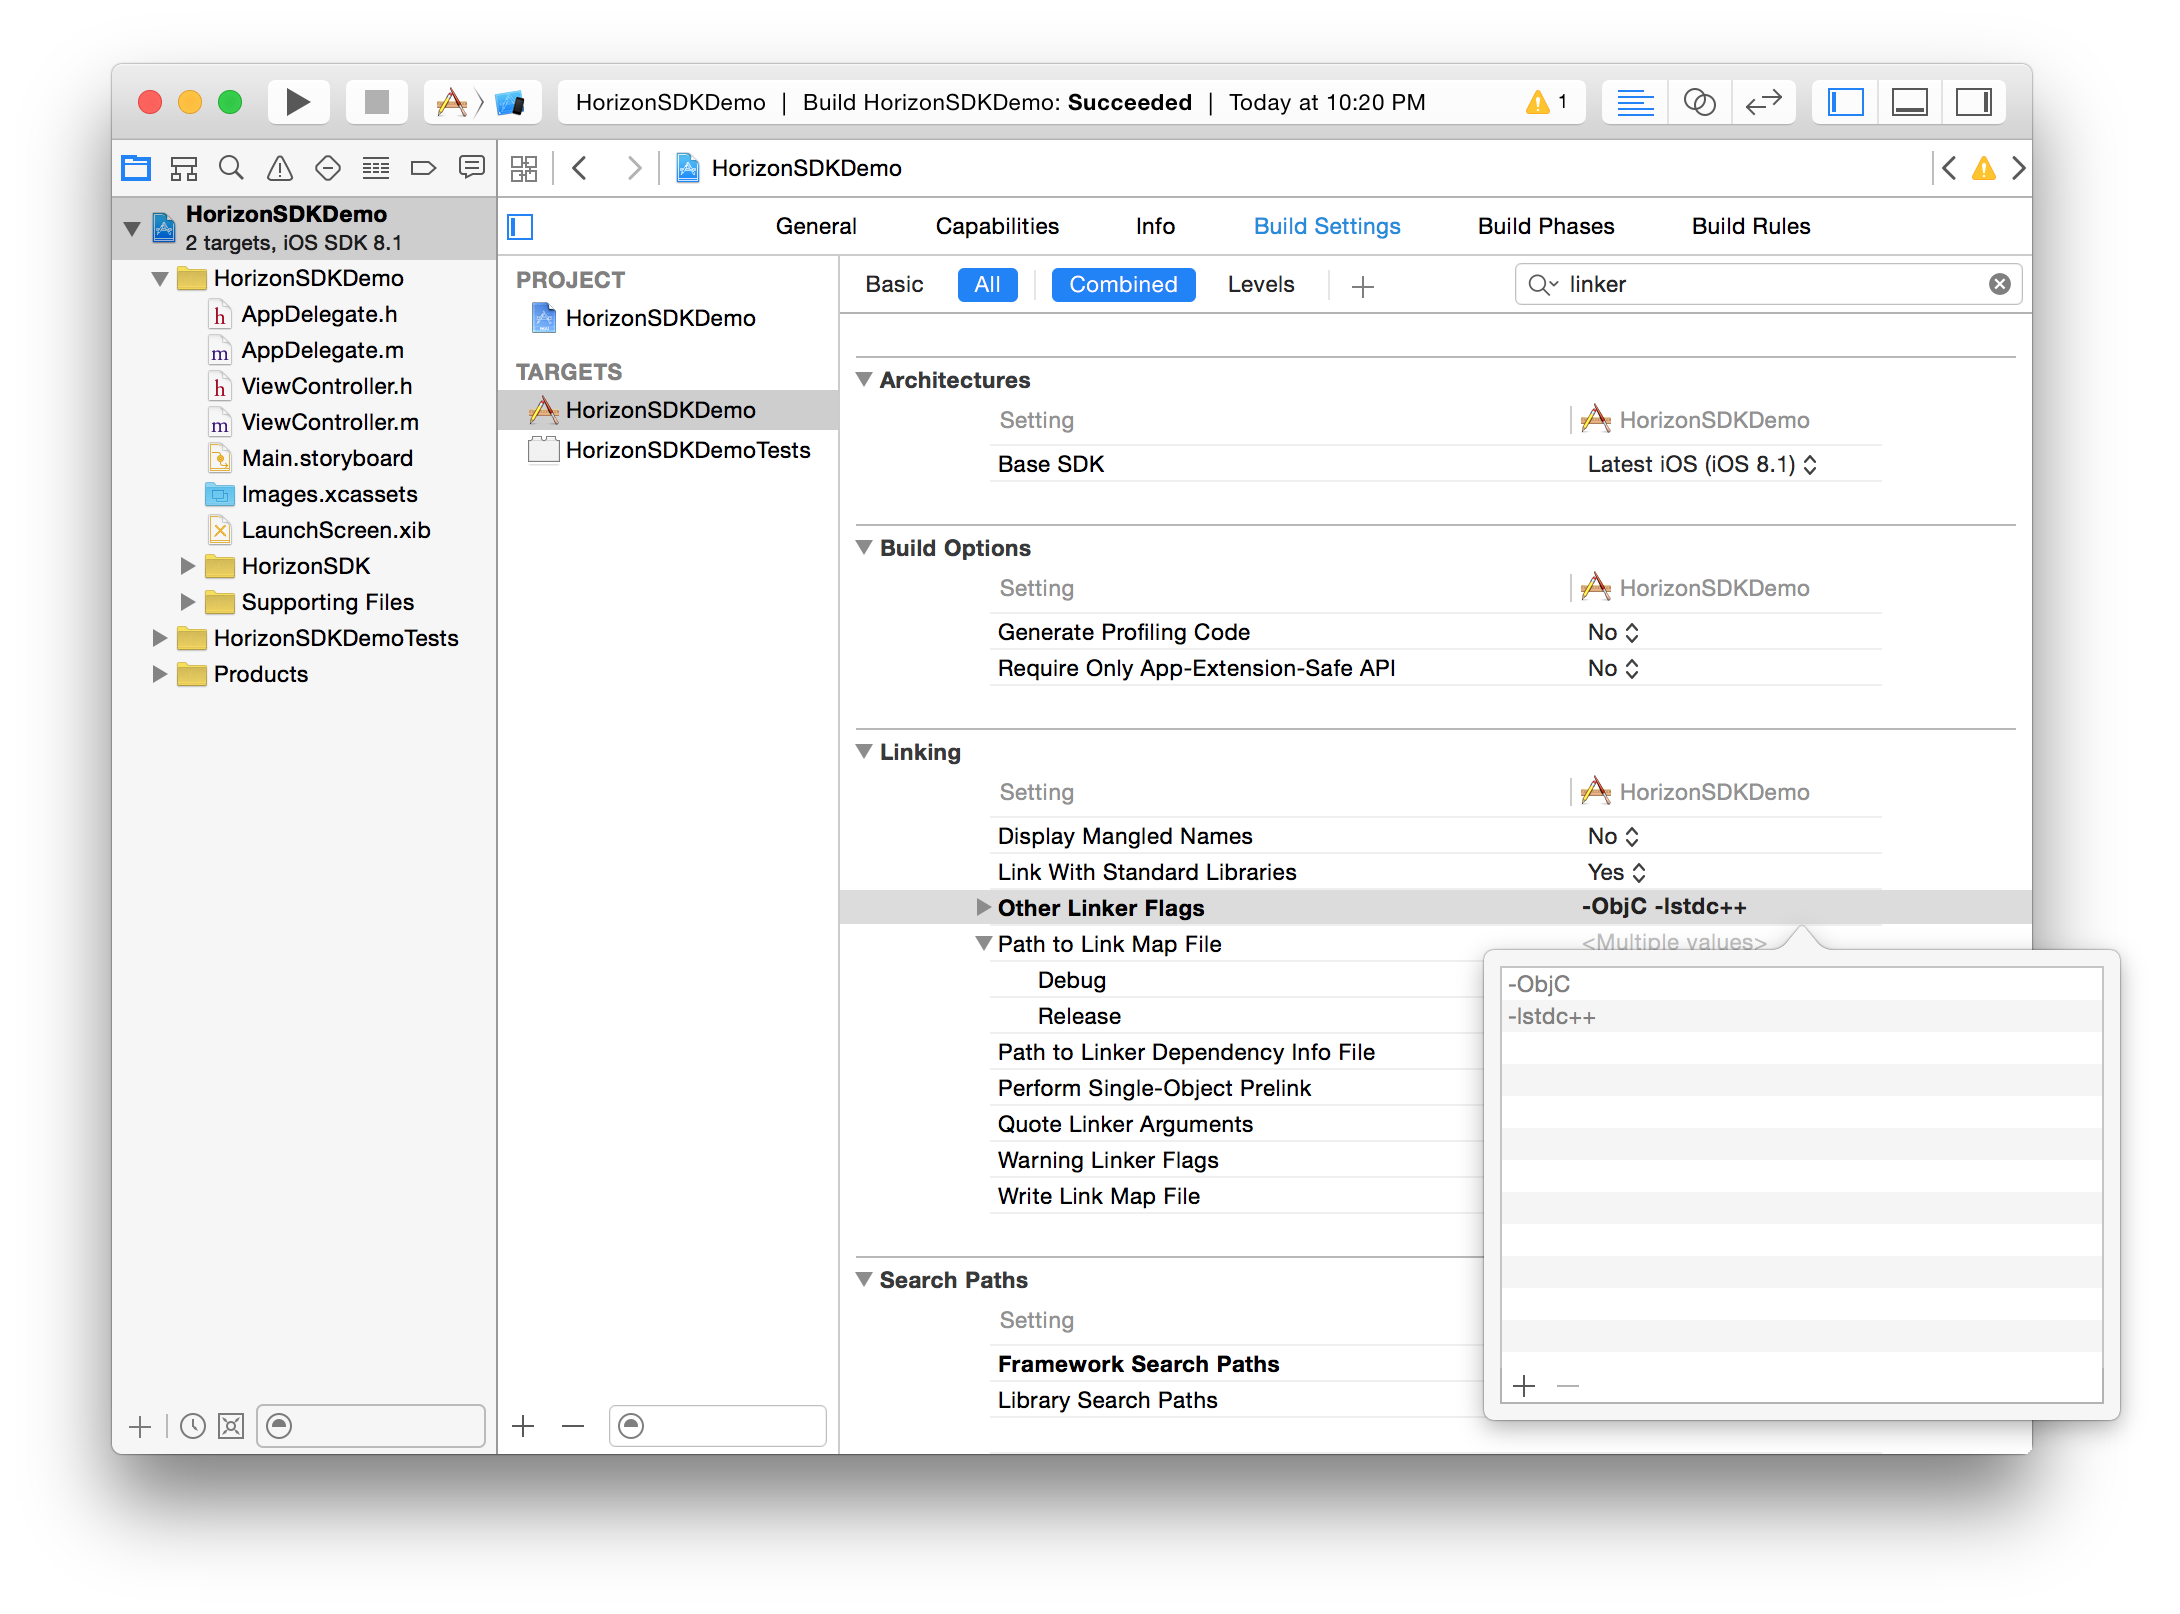 HorizonSDKDemo | Build HorizonSDKDemo: Succeeded | Today at 10:20 PM 1
HorizonSDKDemo
HorizonSDKDemo
2 targets, iOS SDK 8.1
HorizonSDKDemo
h AppDelegate.h
m AppDelegate.m
h ViewController.h
m ViewController.m
Main.storyboard
Images.xcassets
LaunchScreen.xib
HorizonSDK
Supporting Files
HorizonSDKDemoTests
Products
General Capabilities Info Build Settings Build Phases Build Rules
PROJECT
HorizonSDKDemo
TARGETS
HorizonSDKDemo
HorizonSDKDemoTests
Basic All Combined Levels linker
Architectures
Setting HorizonSDKDemo
Base SDK Latest iOS (iOS 8.1)
Build Options
Setting HorizonSDKDemo
Generate Profiling Code No
Require Only App-Extension-Safe API No
Linking
Setting HorizonSDKDemo
Display Mangled Names No
Link With Standard Libraries Yes
Other Linker Flags -ObjC -lstdc++
Path to Link Map File <Multiple values>
Debug
Release
Path to Linker Dependency Info File
Perform Single-Object Prelink
Quote Linker Arguments
Warning Linker Flags
Write Link Map File
Search Paths
Setting
Framework Search Paths
Library Search Paths
-ObjC
-lstdc++